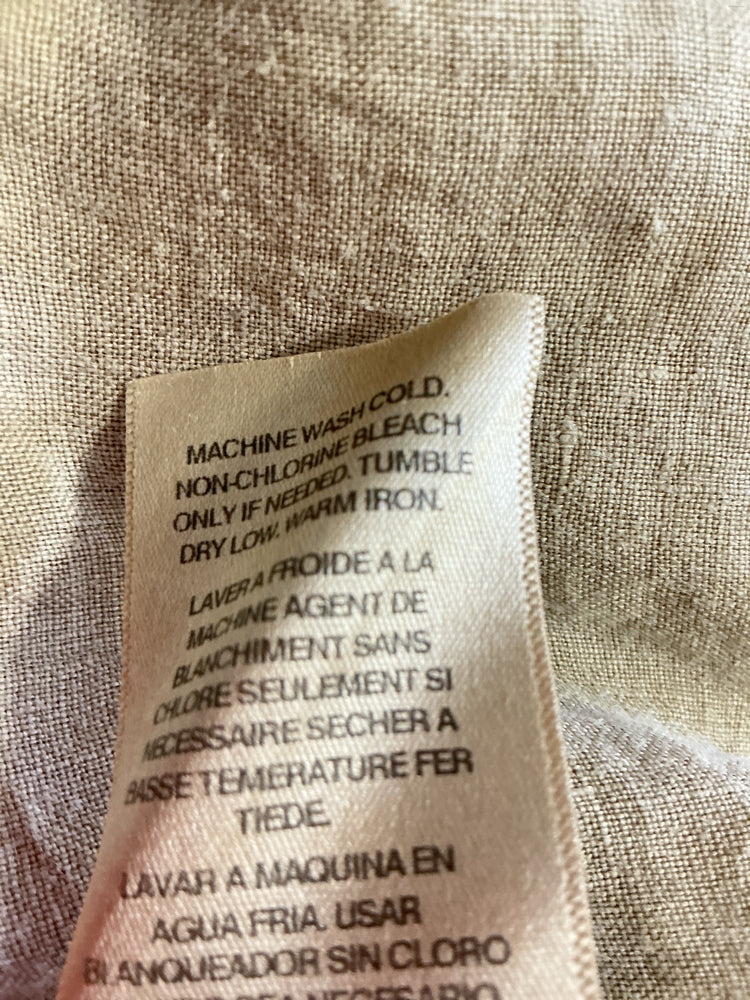 MACHINE WASH COLD.
NON-CHLORINE BLEACH
ONLY IF NEEDED. TUMBLE
DRY LOW. WARM IRON.
LAVER A FROIDE A LA
MACHINE AGENT DE
BLANCHIMENT SANS
CHLORE SEULEMENT SI
NECESSAIRE SECHER A
BASSE TEMERATURE FER
TIEDE.
LAVAR A MAQUINA EN
AGUA FRIA. USAR
BLANQUEADOR SIN CLORO
NECESARIO